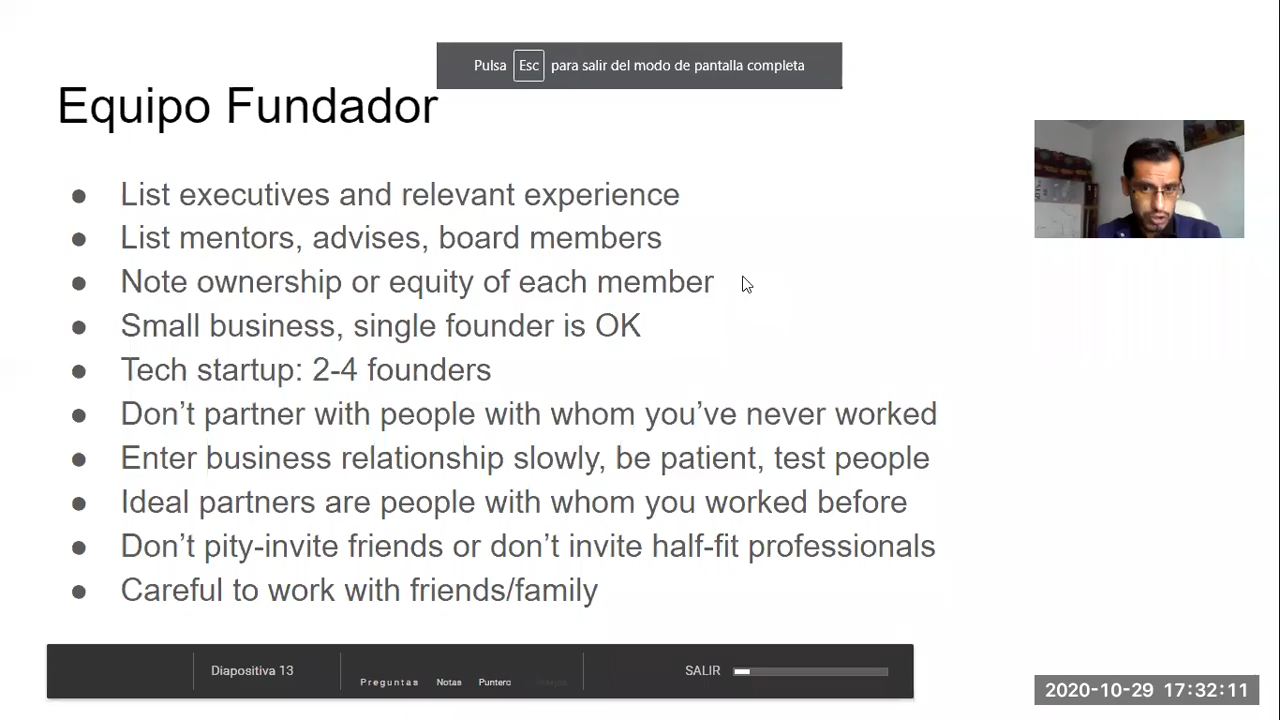 Pulsa Esc para salir del modo de pantalla completa
Equipo Fundador
● List executives and relevant experience
● List mentors, advises, board members
● Note ownership or equity of each member
● Small business, single founder is OK
● Tech startup: 2-4 founders
● Don’t partner with people with whom you’ve never worked
● Enter business relationship slowly, be patient, test people
● Ideal partners are people with whom you worked before
● Don’t pity-invite friends or don’t invite half-fit professionals
● Careful to work with friends/family
Diapositiva 13
Preguntas Notas Puntero
SALIR
2020-10-29 17:32:11